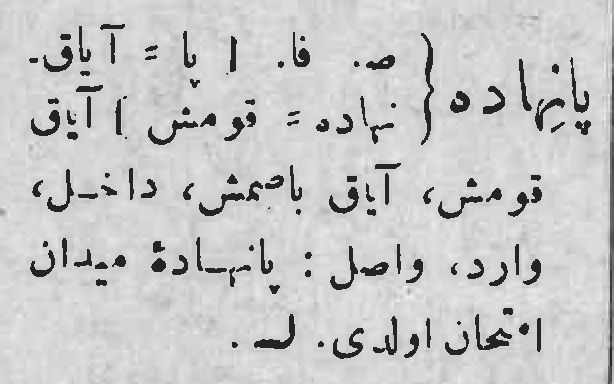 پانهاده { ص. فا. [ پا = آیاق.
نهاده = قومش ] آیاق
قومش، آیاق باصمش، داخل،
وارد، واصل : پانهادهٔ میدان
امتحان اولدی. لـ .